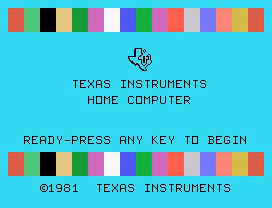 TEXAS INSTRUMENTS
HOME COMPUTER
READY-PRESS ANY KEY TO BEGIN
©1981 TEXAS INSTRUMENTS